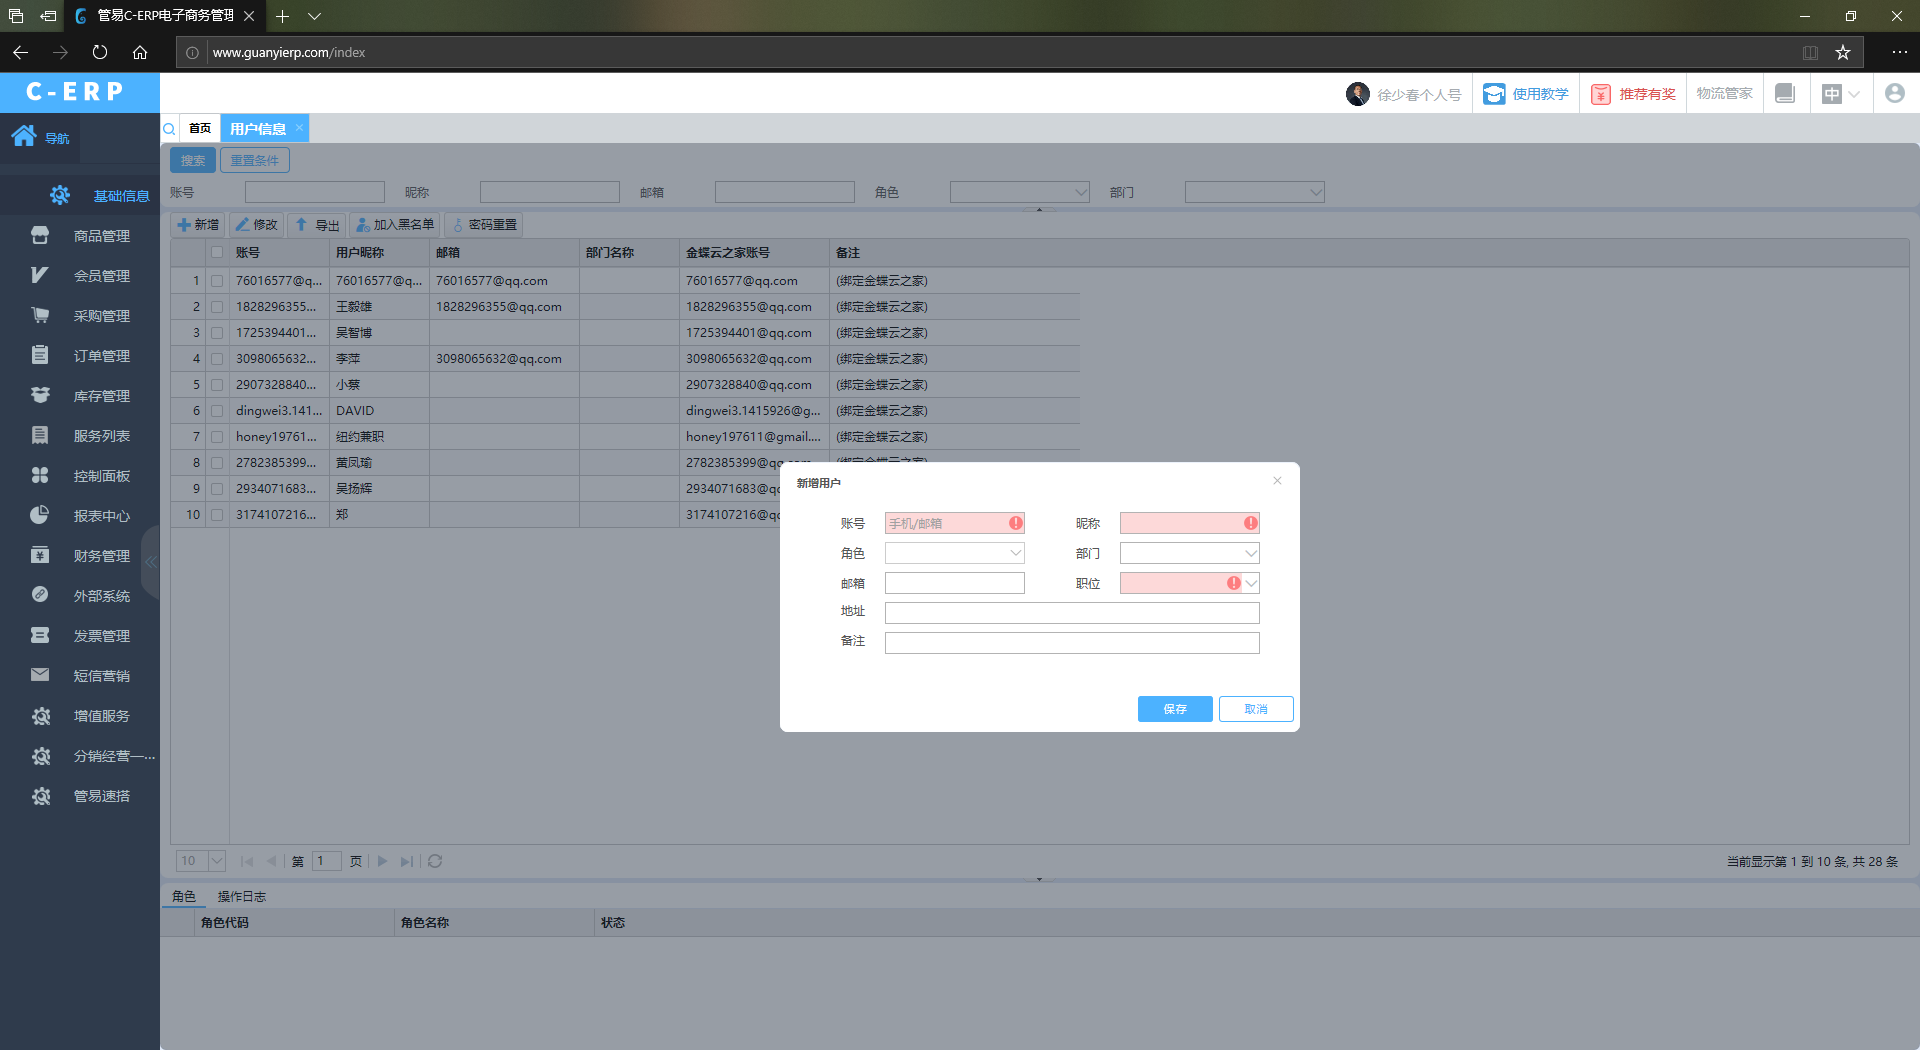 管易C-ERP电子商务管理
www.guanyierp.com/index
C-ERP
徐少春个人号
使用教学
推荐有奖
物流管家
中
导航
首页
用户信息
搜索
重置条件
账号
昵称
邮箱
角色
部门
新增
修改
导出
加入黑名单
密码重置
账号 用户昵称 邮箱 部门名称 金蝶云之家账号 备注
1 76016577@q... 76016577@q... 76016577@qq.com 76016577@qq.com (绑定金蝶云之家)
2 1828296355... 王毅雄 1828296355@qq.com 1828296355@qq.com (绑定金蝶云之家)
3 1725394401... 吴智博 1725394401@qq.com (绑定金蝶云之家)
4 3098065632... 李萍 3098065632@qq.com 3098065632@qq.com (绑定金蝶云之家)
5 2907328840... 小蔡 2907328840@qq.com (绑定金蝶云之家)
6 dingwei3.141... DAVID dingwei3.1415926@g... (绑定金蝶云之家)
7 honey19761... 纽约兼职 honey197611@gmail.... (绑定金蝶云之家)
8 2782385399... 黄凤瑜 2782385399@qq.com (绑定金蝶云之家)
9 2934071683... 吴扬辉 2934071683@qq
10 3174107216... 郑 3174107216@qq
基础信息
商品管理
会员管理
采购管理
订单管理
库存管理
服务列表
控制面板
报表中心
财务管理
外部系统
发票管理
短信营销
增值服务
分销经营一...
管易速搭
新增用户
账号 手机/邮箱
昵称
角色
部门
邮箱
职位
地址
备注
保存
取消
10
第 1 页
当前显示第 1 到 10 条, 共 28 条
角色
操作日志
角色代码 角色名称 状态